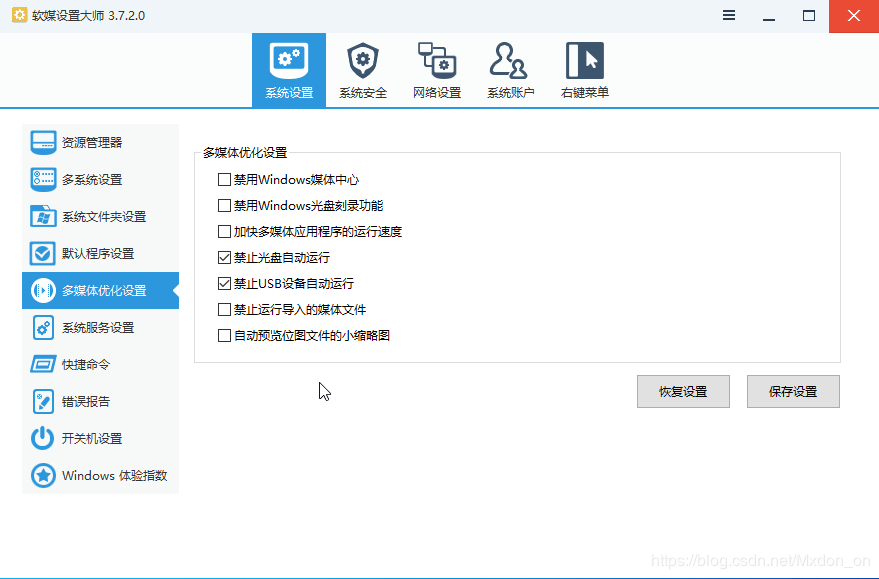 软媒设置大师 3.7.2.0
系统设置
系统安全
网络设置
系统账户
右键菜单
资源管理器
多系统设置
系统文件夹设置
默认程序设置
多媒体优化设置
系统服务设置
快捷命令
错误报告
开关机设置
Windows 体验指数
多媒体优化设置
禁用Windows媒体中心
禁用Windows光盘刻录功能
加快多媒体应用程序的运行速度
禁止光盘自动运行
禁止USB设备自动运行
禁止运行导入的媒体文件
自动预览位图文件的小缩略图
恢复设置
保存设置
https://blog.csdn.net/Mxdon_on